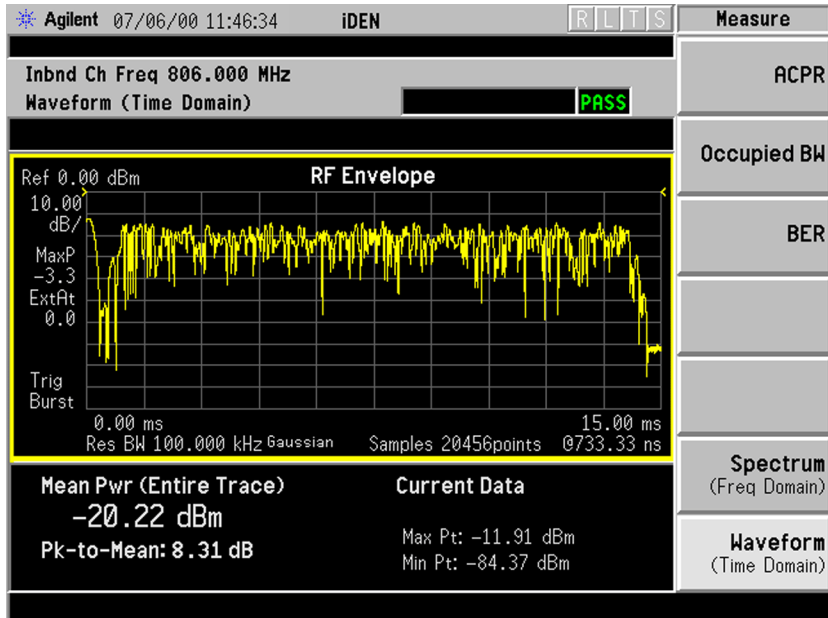 Agilent 07/06/00 11:46:34 iDEN R L T S Measure
Inbnd Ch Freq 806.000 MHz
Waveform (Time Domain) PASS
ACPR
Occupied BW
BER
Ref 0.00 dBm RF Envelope
10.00
dB/
MaxP
-3.3
ExtAt
0.0
Trig
Burst
0.00 ms 15.00 ms
Res BW 100.000 kHz Gaussian Samples 20456points @733.33 ns
Mean Pwr (Entire Trace) Current Data
-20.22 dBm
Pk-to-Mean: 8.31 dB
Max Pt: -11.91 dBm
Min Pt: -84.37 dBm
Spectrum
(Freq Domain)
Waveform
(Time Domain)